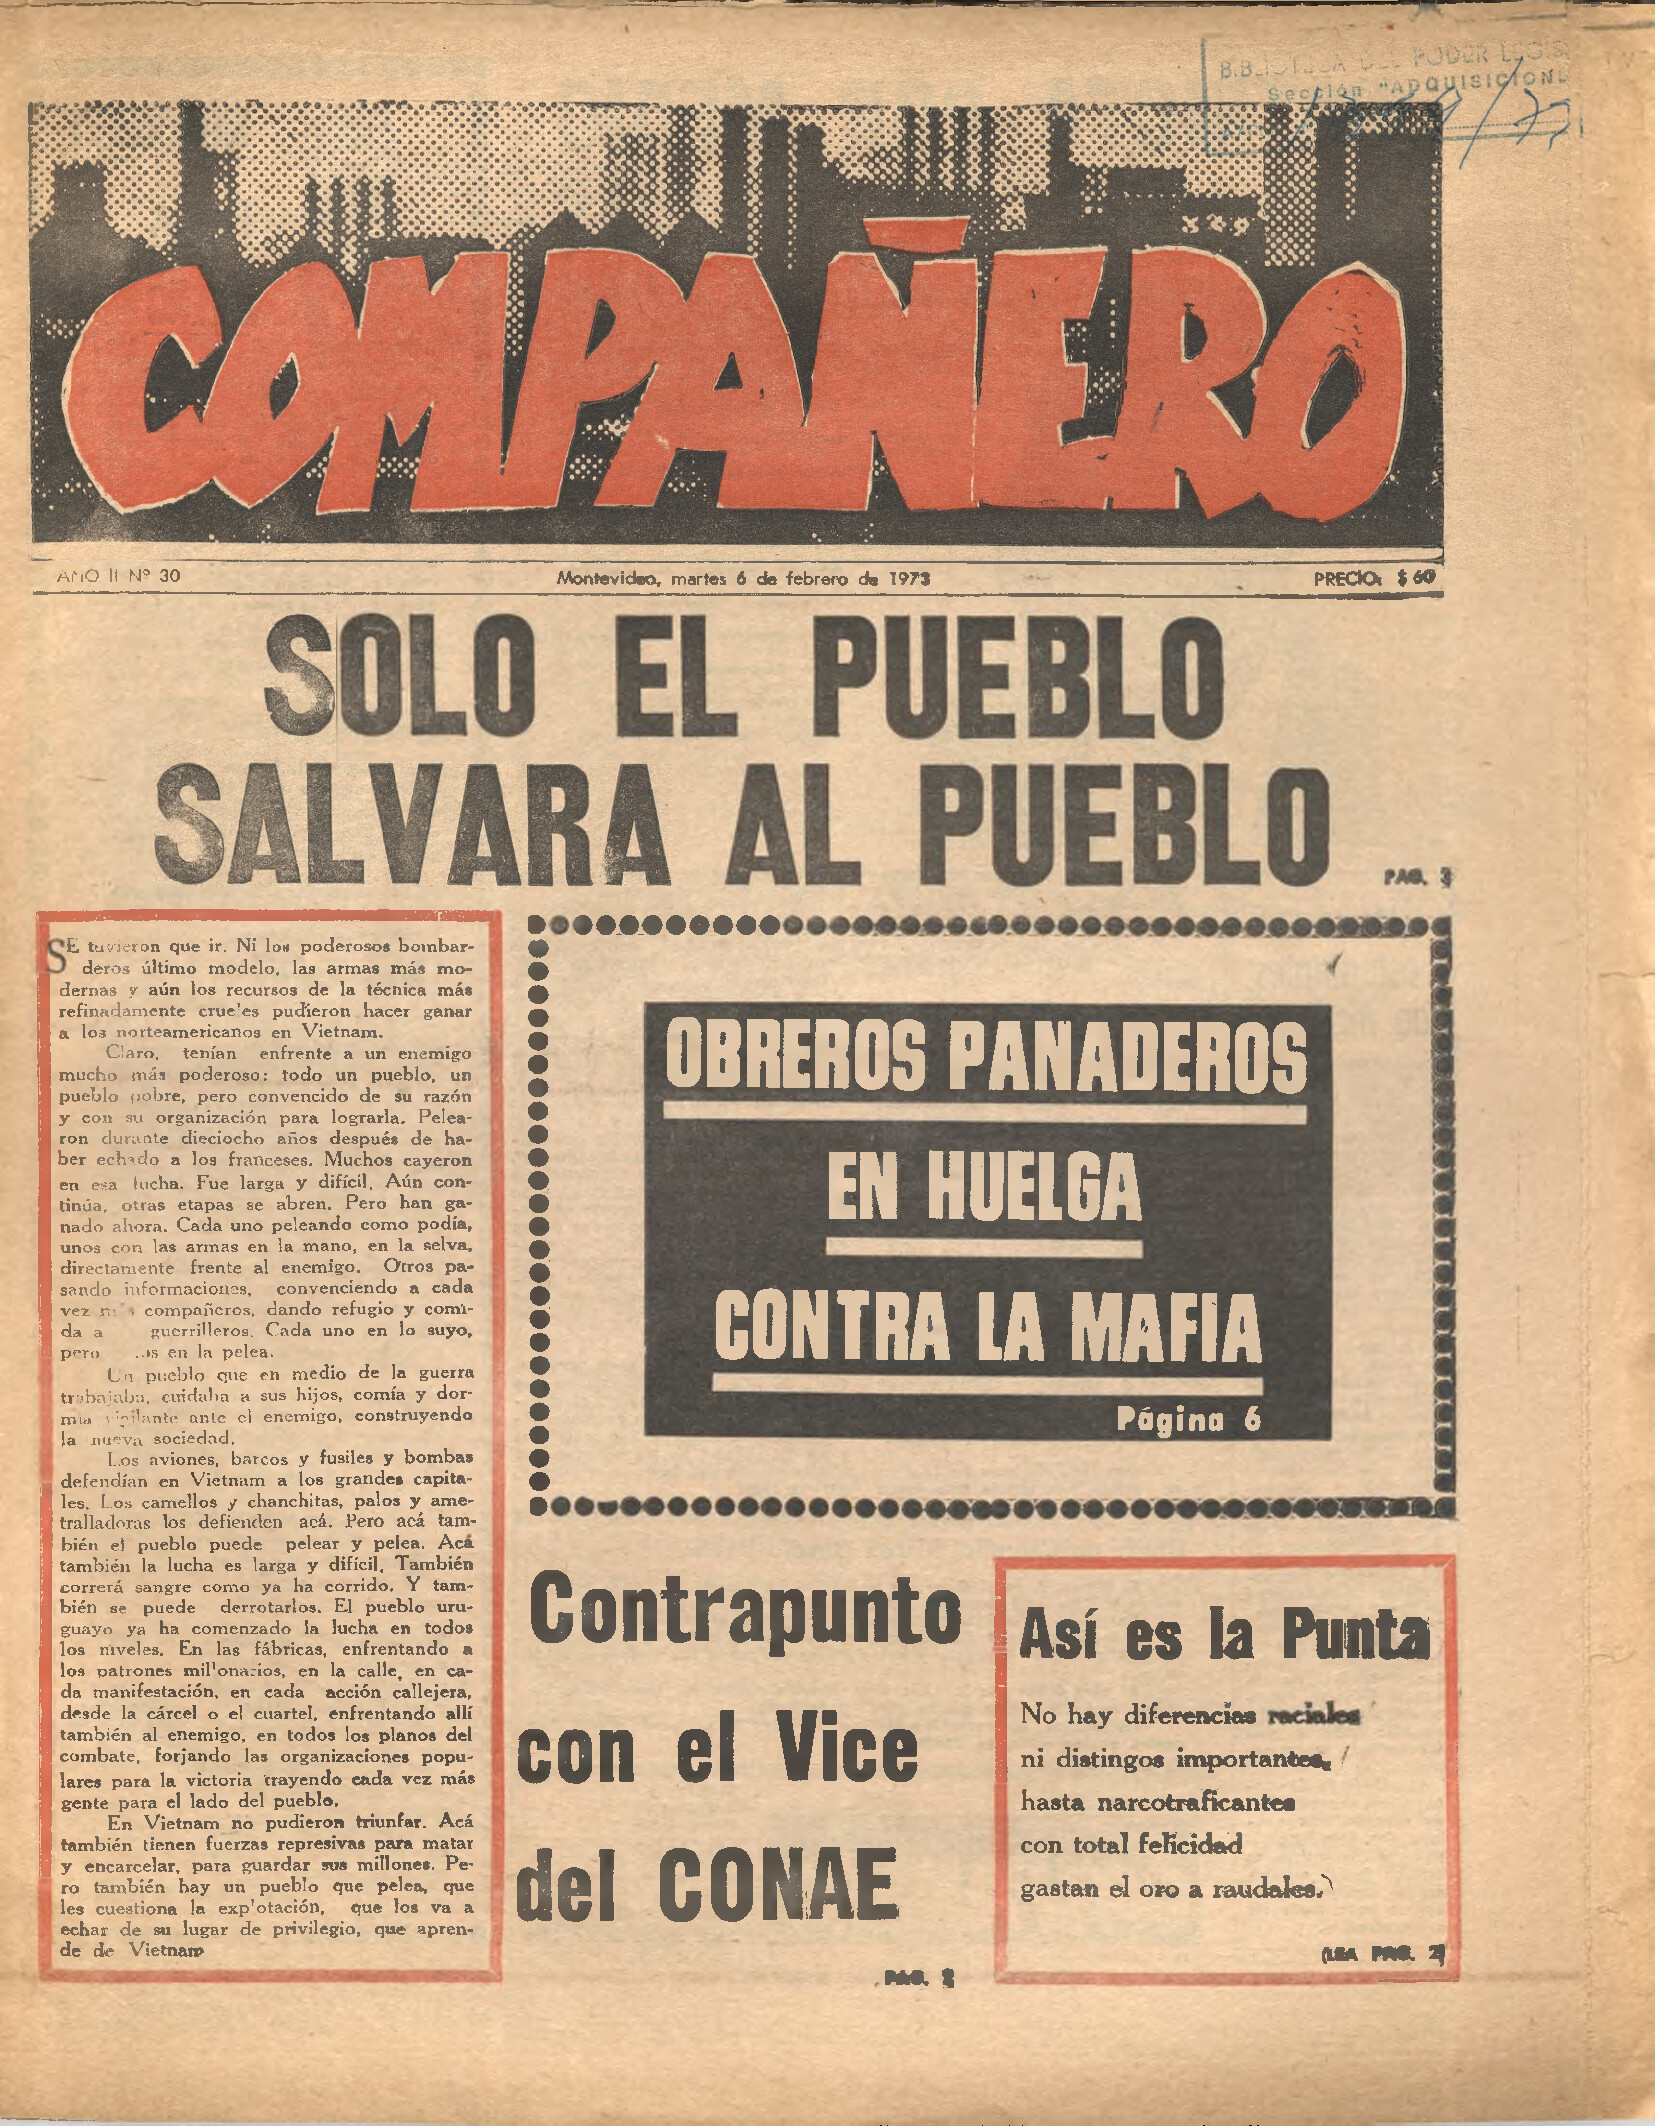 BIBLIOTECA DEL PODER LEGIS
Sección "ADQUISICIONE
COMPAÑERO
AÑO II Nº 30
Montevideo, martes 6 de febrero de 1973
PRECIO: $ 60
SOLO EL PUEBLO
SALVARA AL PUEBLO
PAG. 3
SE tuvieron que ir. Ni los poderosos bombar-
deros último modelo, las armas más mo-
dernas y aún los recursos de la técnica más
refinadamente crueles pudieron hacer ganar
a los norteamericanos en Vietnam.
Claro, tenían enfrente a un enemigo
mucho más poderoso: todo un pueblo, un
pueblo pobre, pero convencido de su razón
y con su organización para lograrla. Pelea-
ron durante dieciocho años después de ha-
ber echado a los franceses. Muchos cayeron
en esa lucha. Fue larga y difícil. Aún con-
tinúa, otras etapas se abren. Pero han ga-
nado ahora. Cada uno peleando como podía,
unos con las armas en la mano, en la selva,
directamente frente al enemigo. Otros pa-
sando informaciones, convenciendo a cada
vez más compañeros, dando refugio y comi-
da a guerrilleros. Cada uno en lo suyo,
pero en la pelea.
Un pueblo que en medio de la guerra
trabajaba, cuidaba a sus hijos, comía y dor-
mía vigilante ante el enemigo, construyendo
la nueva sociedad.
Los aviones, barcos y fusiles y bombas
defendían en Vietnam a los grandes capita-
les. Los camellos y chanchitas, palos y ame-
tralladoras los defienden acá. Pero acá tam-
bién el pueblo puede pelear y pelea. Acá
también la lucha es larga y difícil. También
correrá sangre como ya ha corrido. Y tam-
bién se puede derrotarlos. El pueblo uru-
guayo ya ha comenzado la lucha en todos
los niveles. En las fábricas, enfrentando a
los patrones mil'onarios, en la calle, en ca-
da manifestación, en cada acción callejera,
desde la cárcel o el cuartel, enfrentando allí
también al enemigo, en todos los planos del
combate, forjando las organizaciones popu-
lares para la victoria trayendo cada vez más
gente para el lado del pueblo.
En Vietnam no pudieron triunfar. Acá
también tienen fuerzas represivas para matar
y encarcelar, para guardar sus millones. Pe-
ro también hay un pueblo que pelea, que
les cuestiona la exp'otación, que los va a
echar de su lugar de privilegio, que apren-
de de Vietnam
OBREROS PANADEROS
EN HUELGA
CONTRA LA MAFIA
Página 6
Contrapunto
con el Vice
del CONAE
PAG.
Así es la Punta
No hay diferencias raciales
ni distingos importantes,
hasta narcotraficantes
con total felicidad
gastan el oro a raudales.
(LEA PAG. 2)